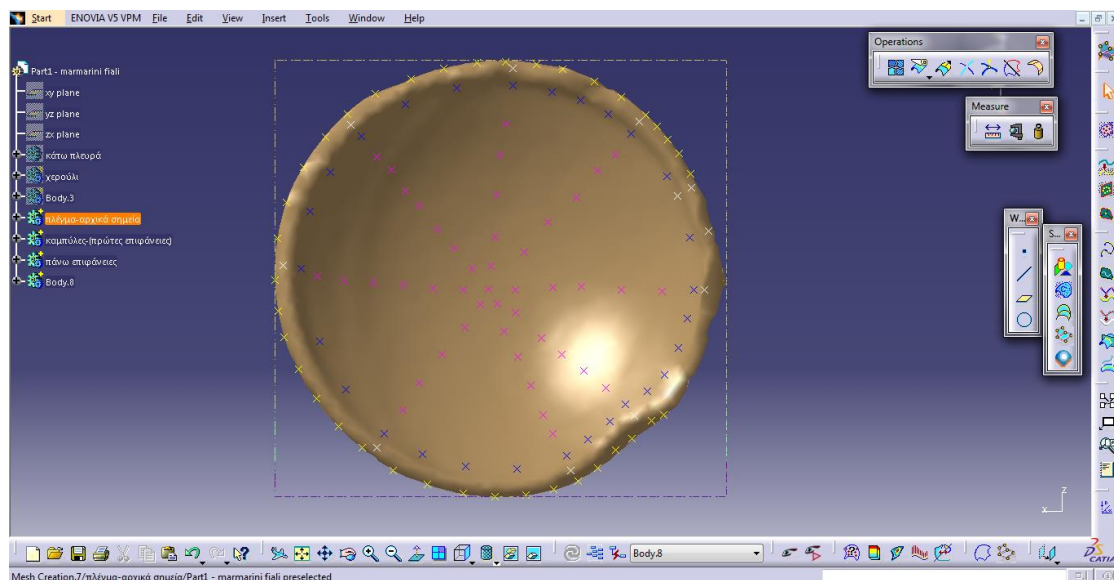 Start ENOVIA V5 VPM File Edit View Insert Tools Window Help
Operations
Measure
Part1 - marmarini fiali
xy plane
yz plane
zx plane
κάτω πλευρά
χερούλι
Body.3
πλέγμα-αρχικά σημεία
καμπύλες-(πρώτες επιφάνειες)
πάνω επιφάνειες
Body.8
W...
S...
z
x
Body.8
CATIA
Mesh Creation.7/πλέγμα-αρχικά σημεία/Part1 - marmarini fiali preselected